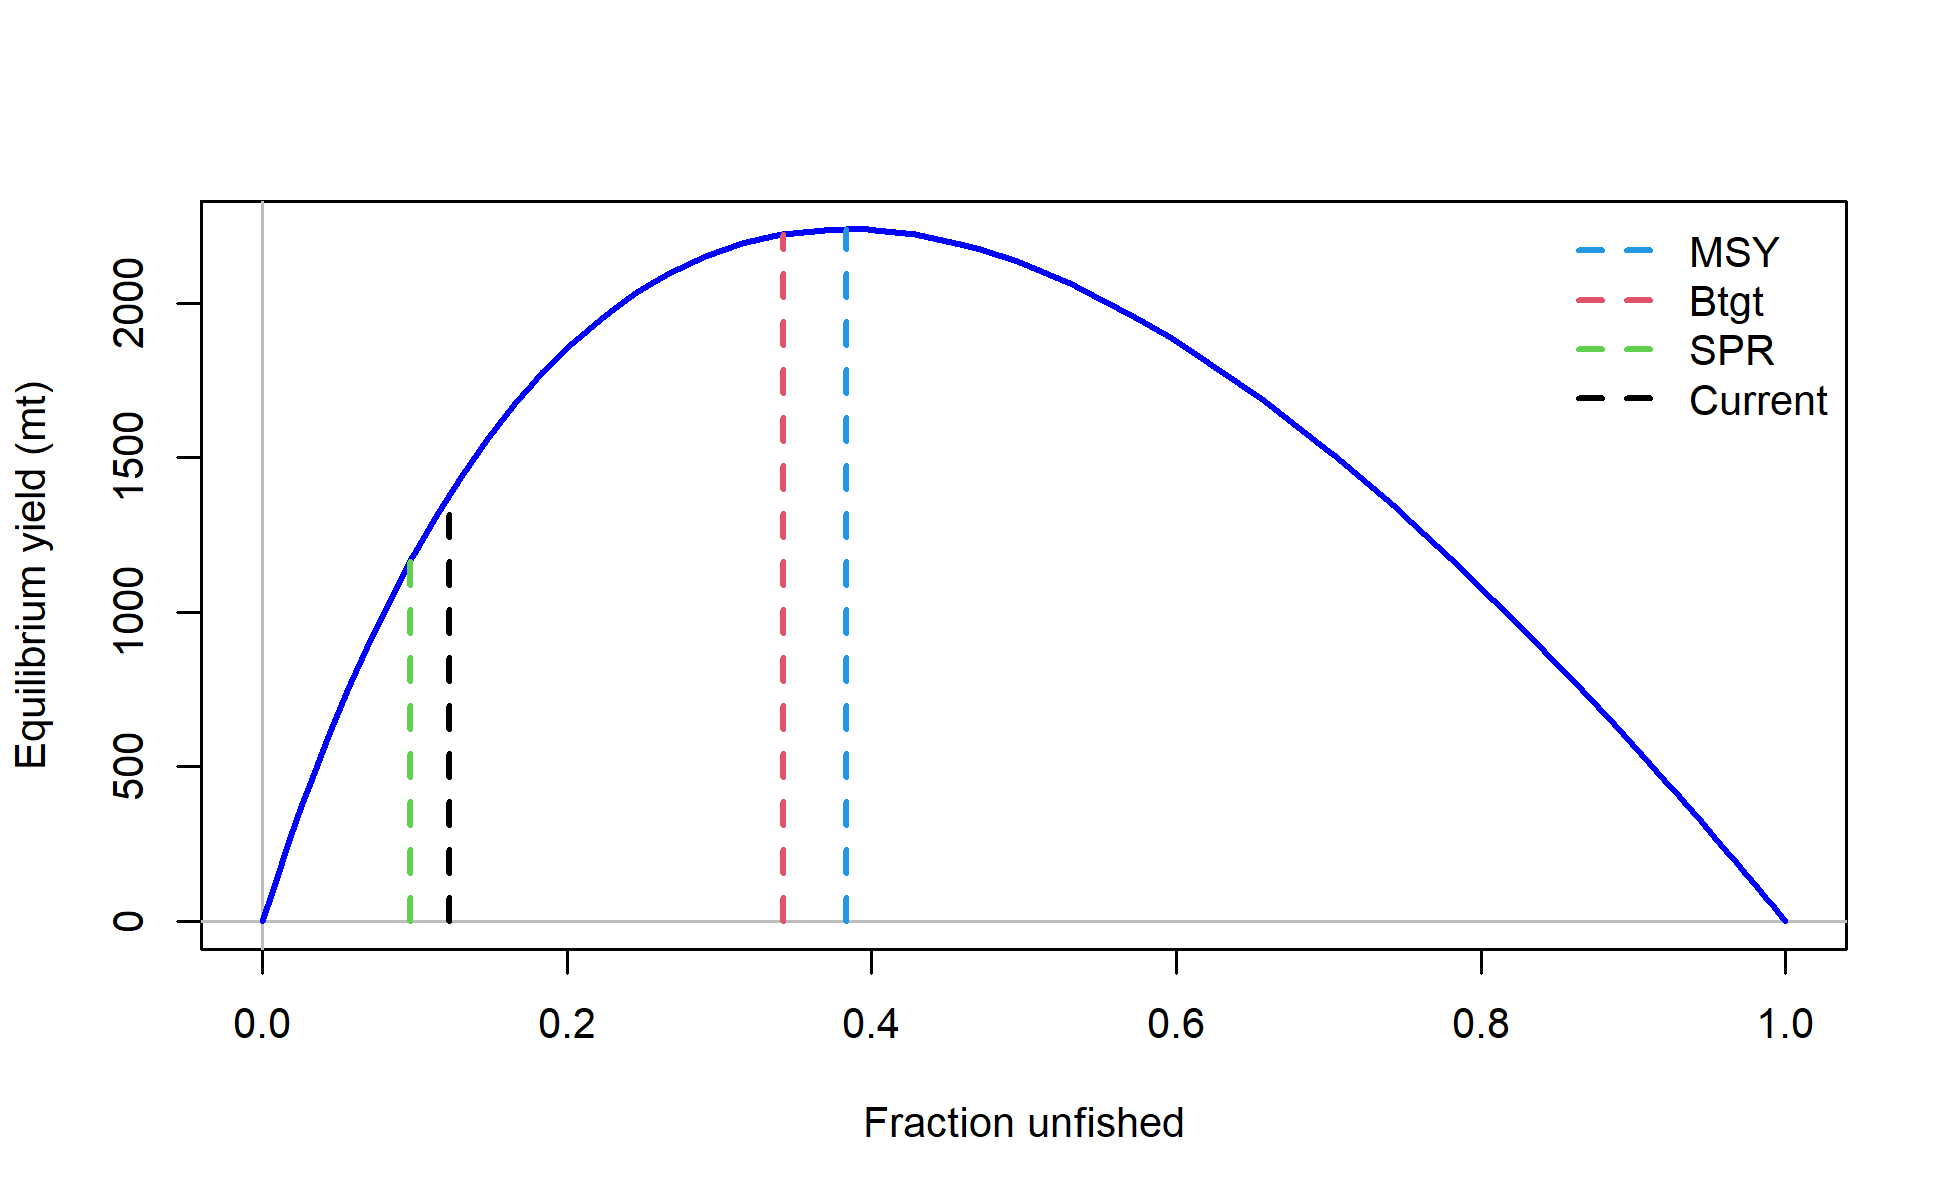 MSY
Btgt
SPR
Current
Equilibrium yield (mt)
2000
1500
1000
500
0
0.0 0.2 0.4 0.6 0.8 1.0
Fraction unfished